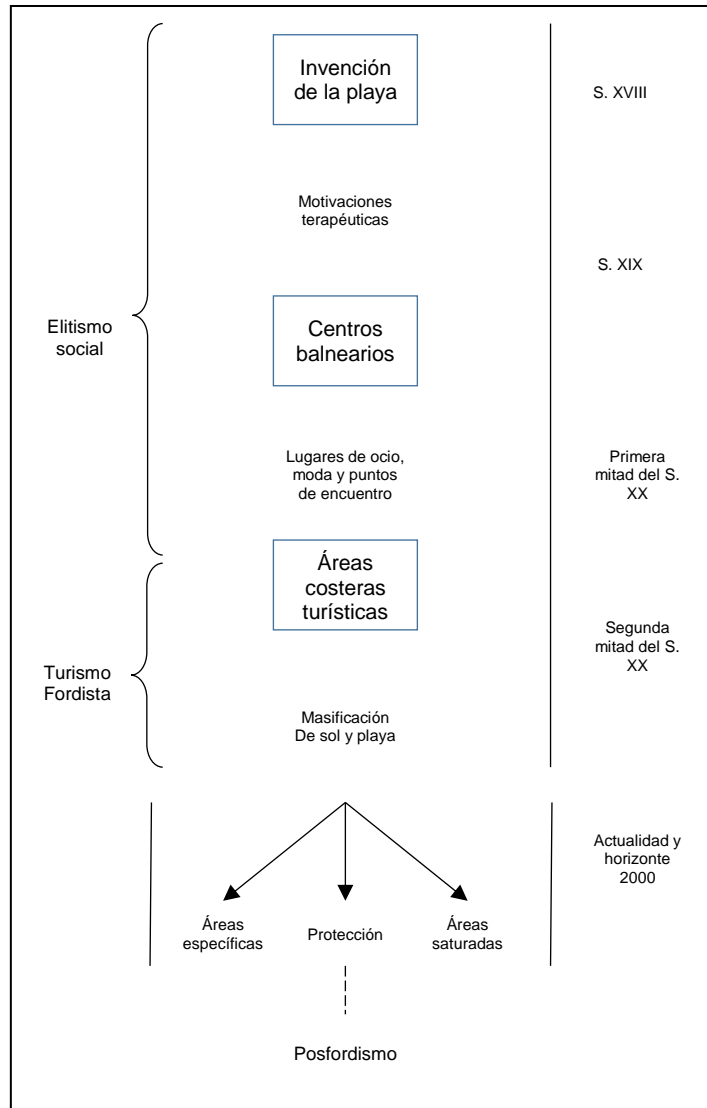 Invención
de la playa
S. XVIII
Motivaciones
terapéuticas
S. XIX
Elitismo
social
Centros
balnearios
Lugares de ocio,
moda y puntos
de encuentro
Primera
mitad del S.
XX
Áreas
costeras
turísticas
Segunda
mitad del S.
XX
Turismo
Fordista
Masificación
De sol y playa
Actualidad y
horizonte
2000
Áreas
específicas
Protección
Áreas
saturadas
Posfordismo